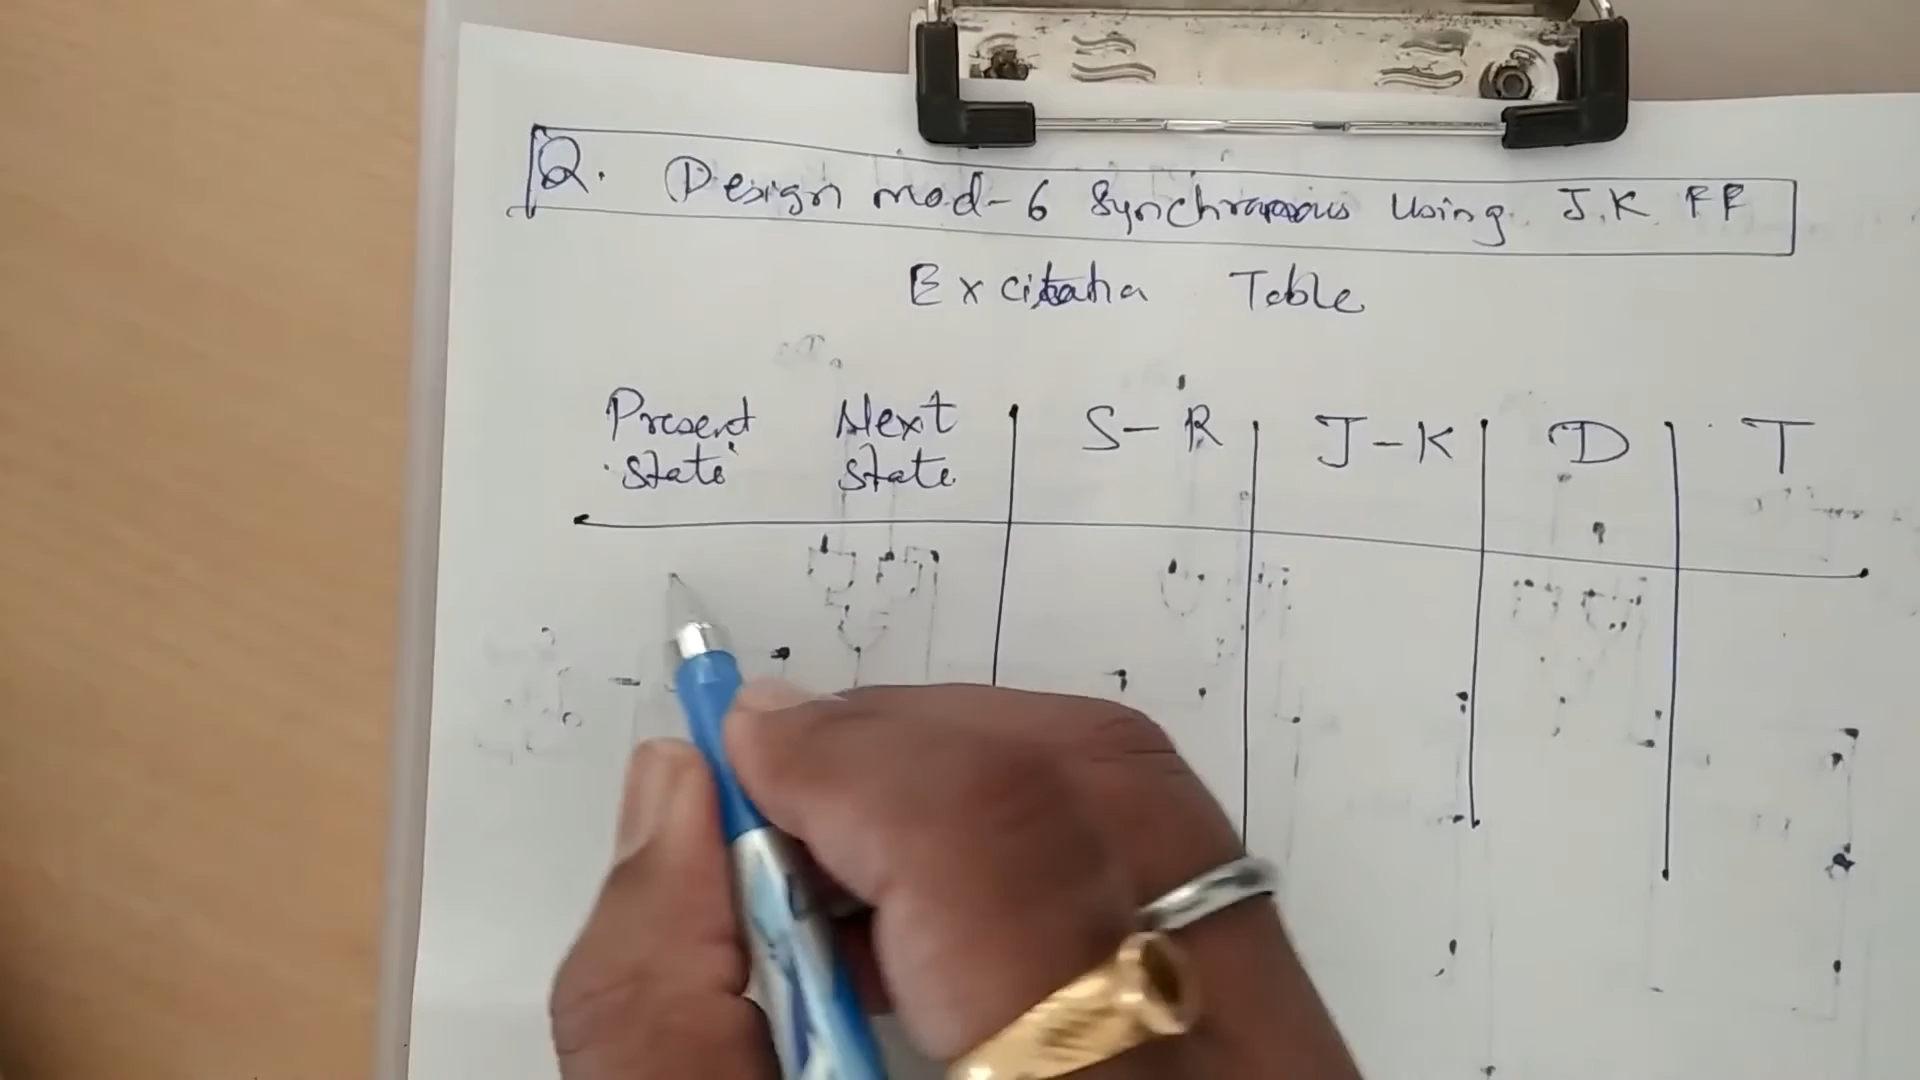 Q. Design mod-6 Synchronous Using J.K FF
Excitation Table
Present Next S-R J-K D T
state state